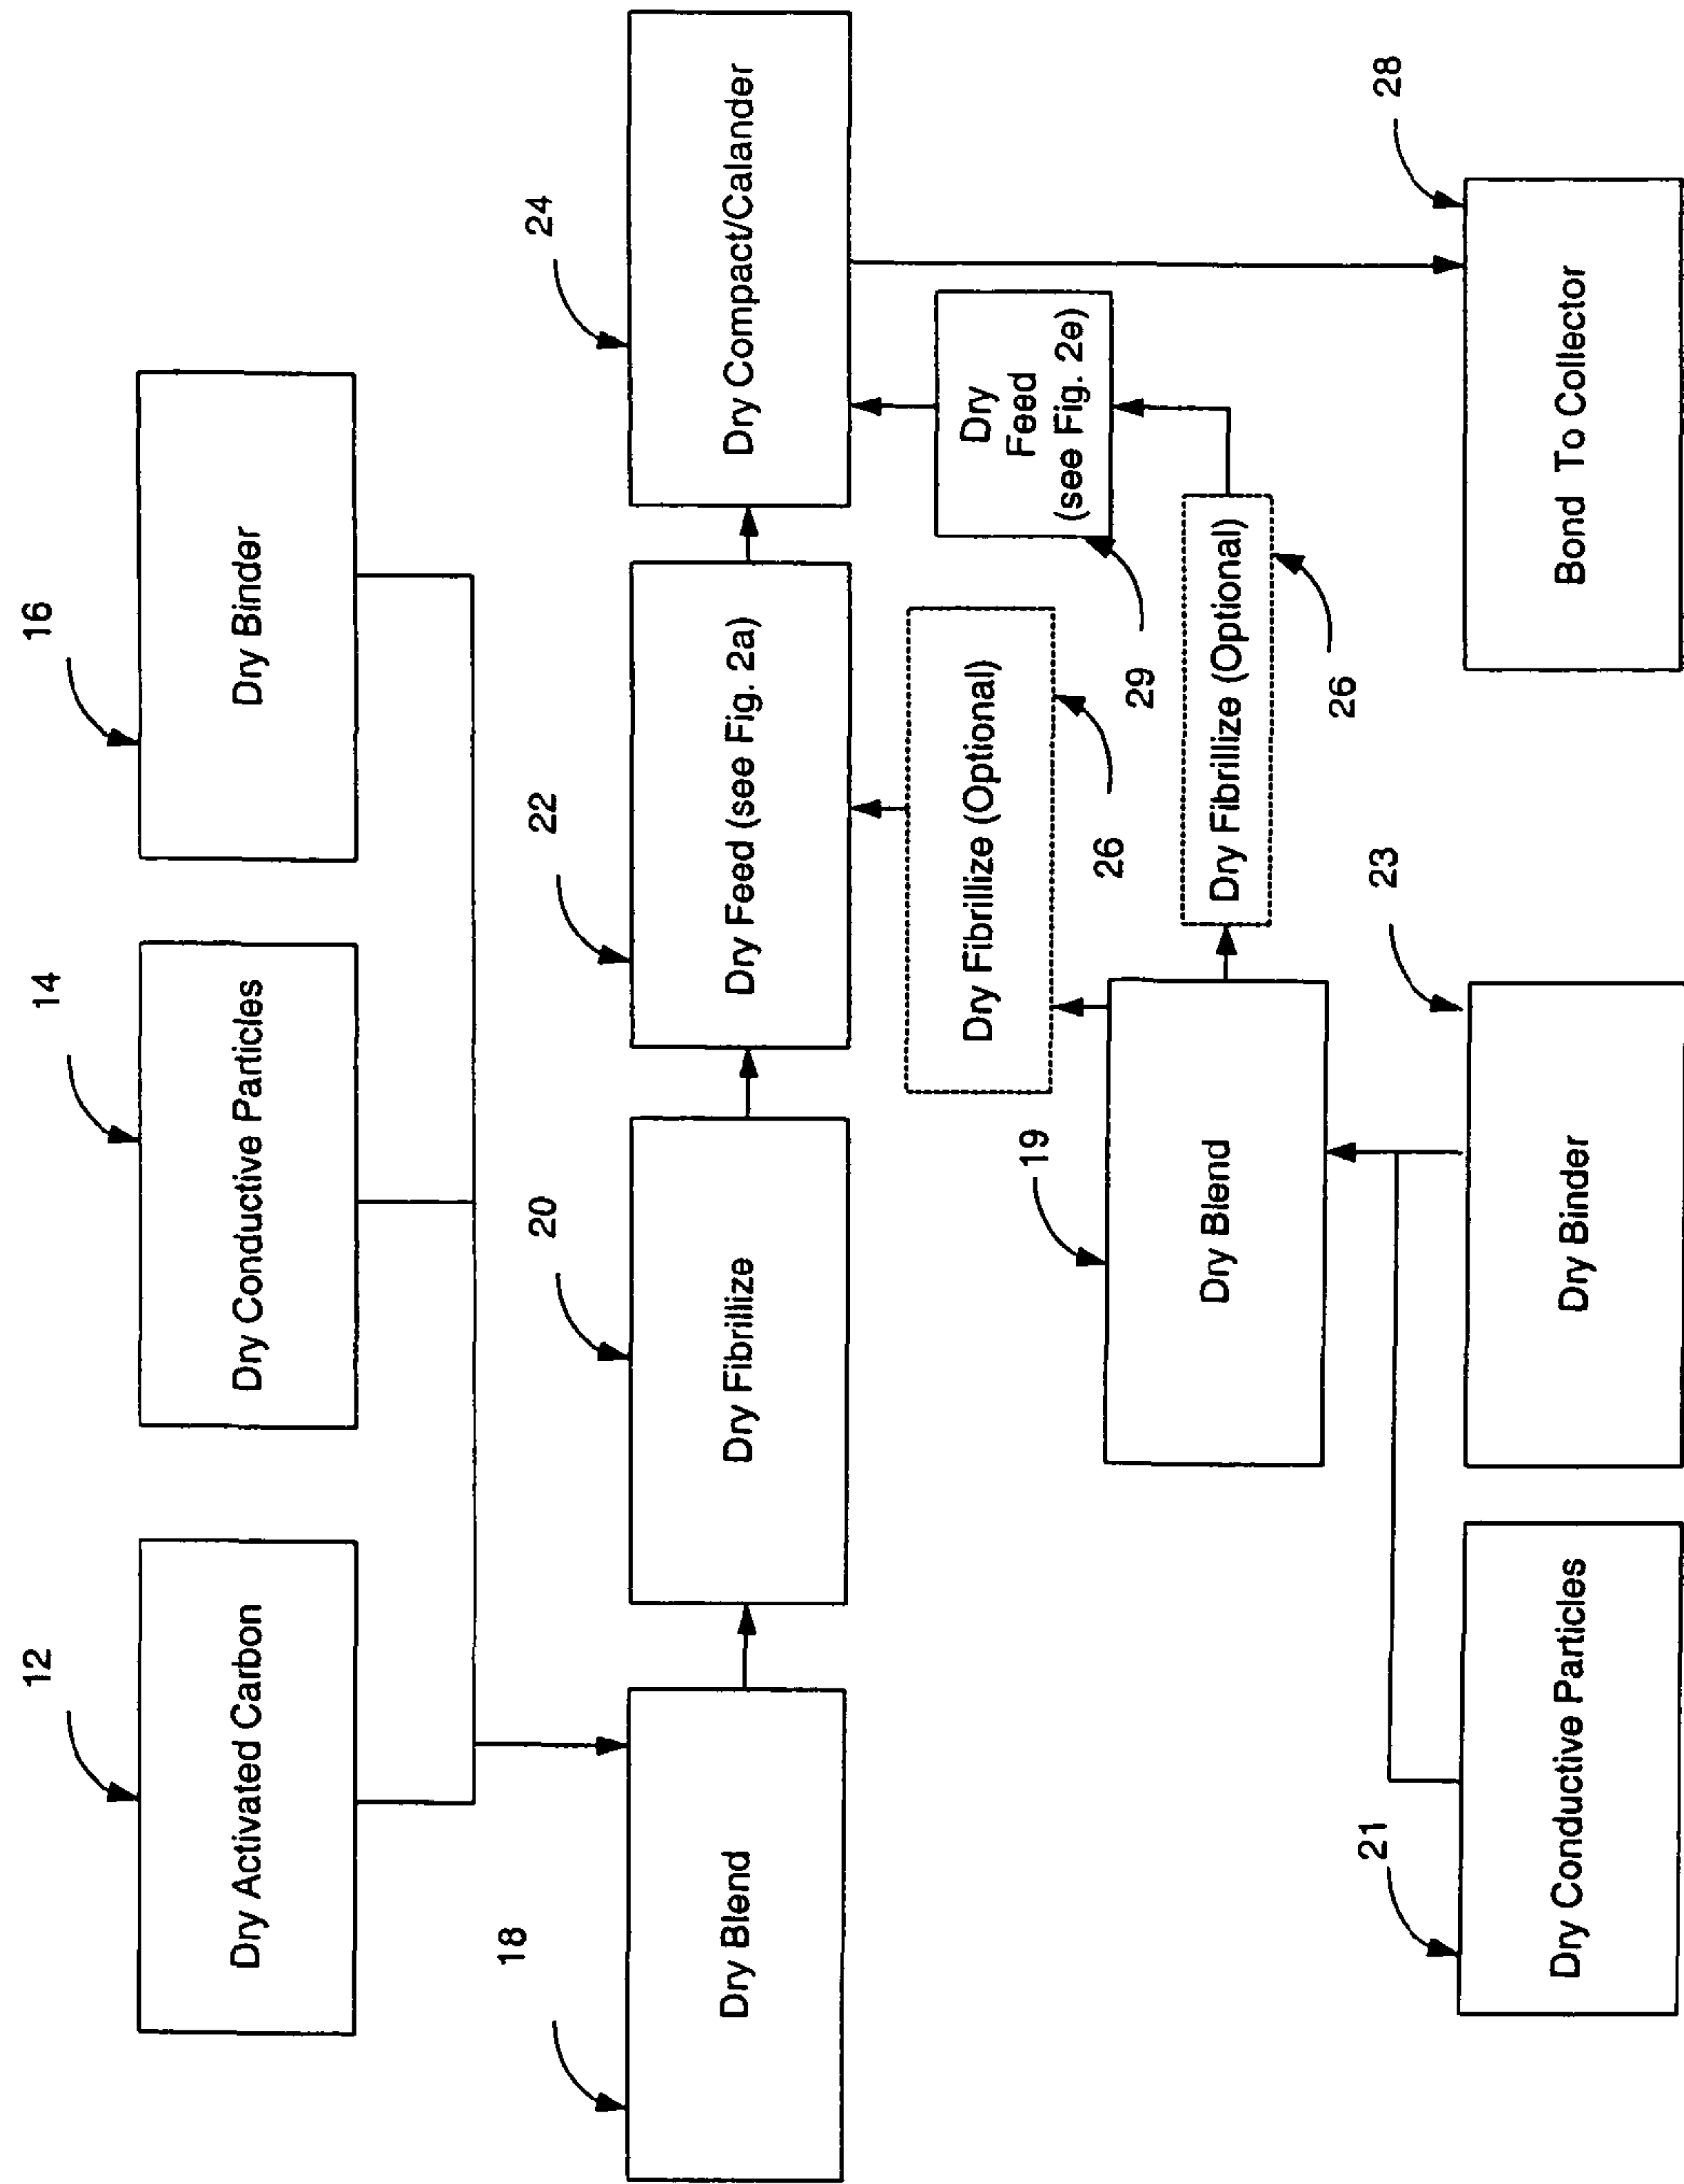 12
Dry Activated Carbon
14
Dry Conductive Particles
16
Dry Binder
18
Dry Blend
20
Dry Fibrillize
22
Dry Feed (see Fig. 2a)
24
Dry Compact/Calander
Dry Fibrillize (Optional)
26
Dry
Feed
(see Fig. 2e)
29
19
Dry Blend
Dry Fibrillize (Optional)
26
21
Dry Conductive Particles
23
Dry Binder
28
Bond To Collector